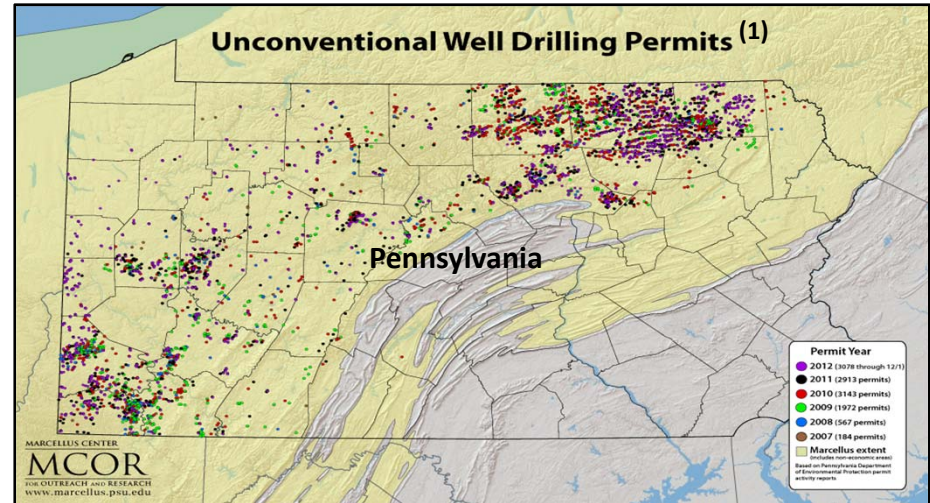 Unconventional Well Drilling Permits (1)
Pennsylvania
Permit Year
2012 (3078 through 12/1)
2011 (2913 permits)
2010 (3143 permits)
2009 (1972 permits)
2008 (567 permits)
2007 (184 permits)
Marcellus extent
(includes non-economic areas)
Based on Pennsylvania Department
of Environmental Protection permit
activity reports
MARCELLUS CENTER
MCOR
FOR OUTREACH AND RESEARCH
www.marcellus.psu.edu